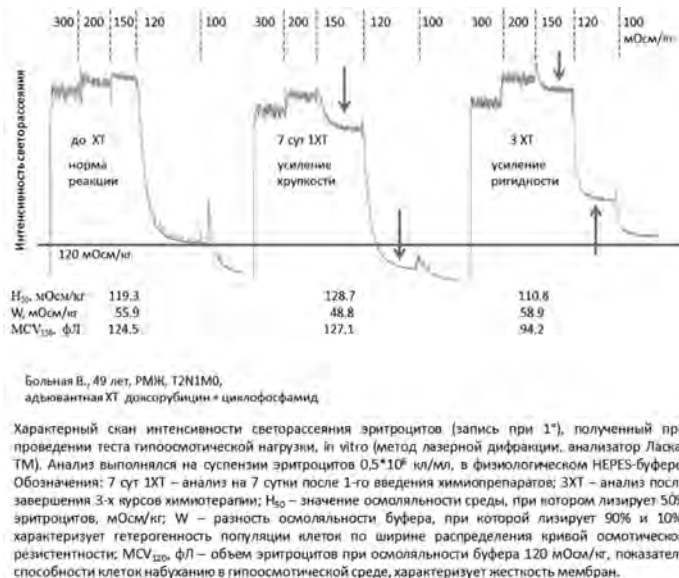 300 200 150 120 100 300 200 150 120 100 300 200 150 120 100
мОсм/кг
Интенсивность светорассеяния
до ХТ 7 сут 1ХТ 3 ХТ
норма усиление усиление
реакции хрупкости ригидности
120 мОсм/кг
H₅₀, мОсм/кг 119.3 128.7 110.8
W, мОсм/кг 55.9 48.8 58.9
MCV₁₅₀, фЛ 124.5 127.1 94.2
Больная В., 49 лет, РМЖ, T2N1M0,
адъювантная ХТ доксорубицин + циклофосфамид
Характерный скан интенсивности светорассеяния эритроцитов (запись при 1°), полученный пр
проведении теста гипоосмотической нагрузки, in vitro (метод лазерной дифракции, анализатор Ласка
ТМ). Анализ выполнялся на суспензии эритроцитов 0,5*10⁶ кл/мл, в физиологическом HEPES-буфере
Обозначения: 7 сут 1ХТ – анализ на 7 сутки после 1-го введения химиопрепаратов; 3ХТ – анализ посл
завершения 3-х курсов химиотерапии; H₅₀ – значение осмоляльности среды, при котором лизирует 50%
эритроцитов, мОсм/кг; W – разность осмоляльности буфера, при которой лизирует 90% и 10%
характеризует гетерогенность популяции клеток по ширине распределения кривой осмотическо
резистентности; MCV₁₂₀, фЛ – объем эритроцитов при осмоляльности буфера 120 мОсм/кг, показател
способности клеток набуханию в гипоосмотической среде, характеризует жесткость мембран.